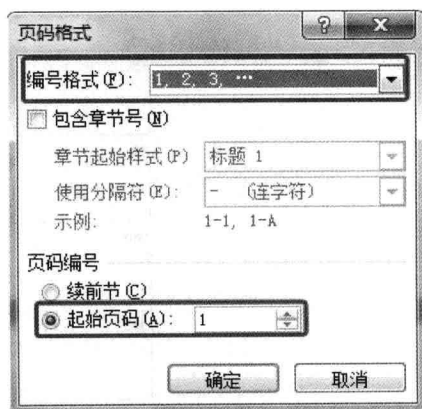 页码格式
编号格式(F): 1, 2, 3, …
包含章节号(N)
章节起始样式(P) 标题 1
使用分隔符(E): - (连字符)
示例: 1-1, 1-A
页码编号
续前节(C)
起始页码(A): 1
确定 取消